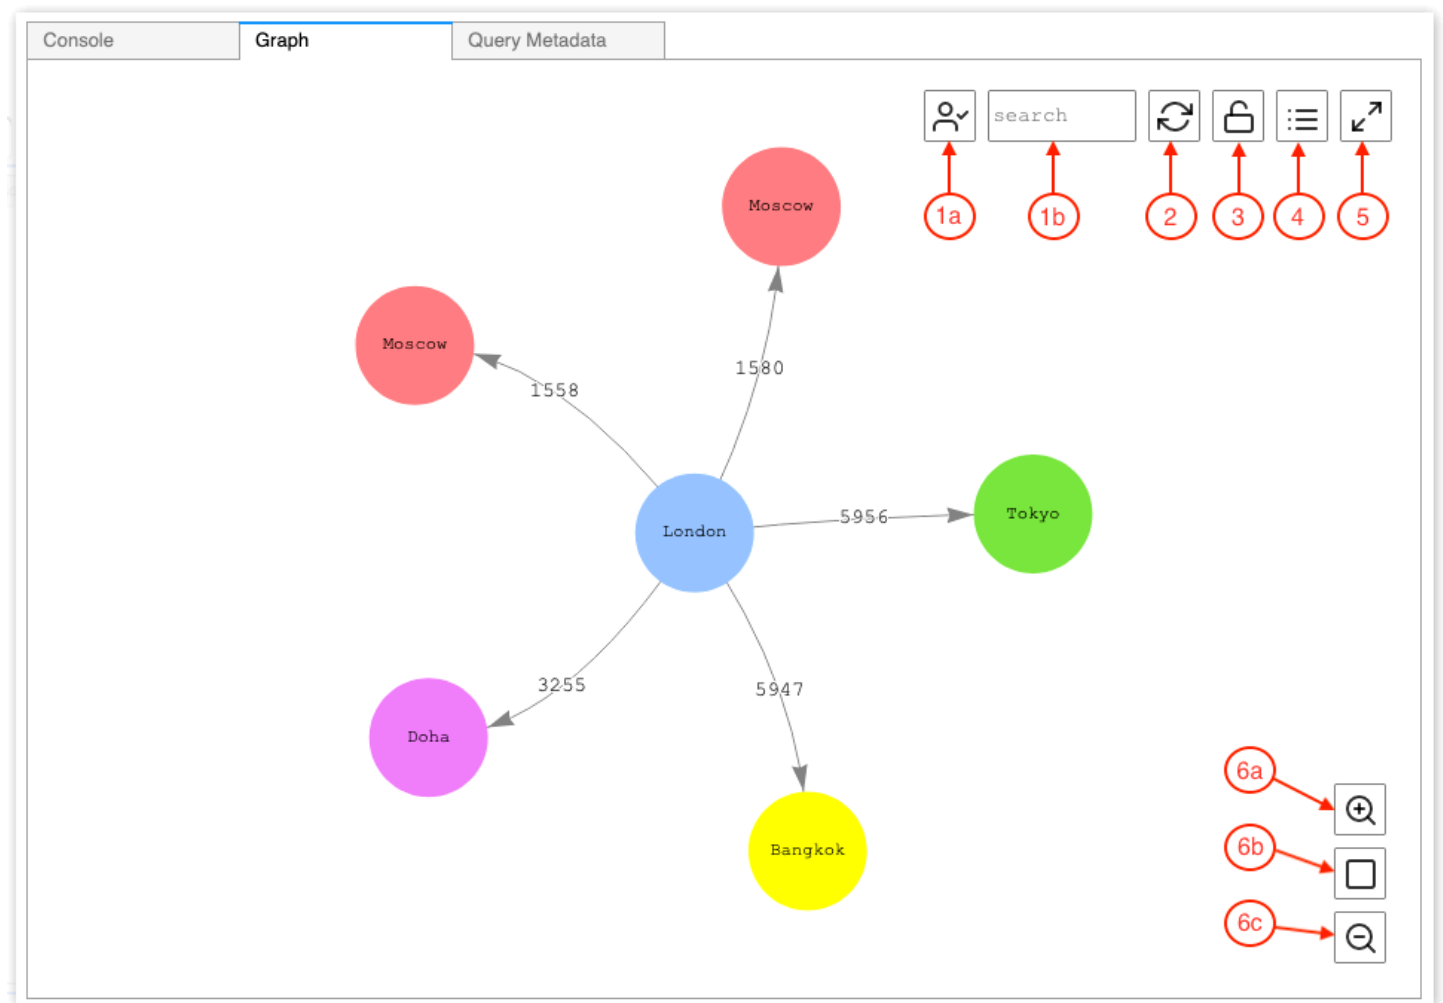 Console
Graph
Query Metadata
search
1a
1b
2
3
4
5
Moscow
Moscow
1580
1558
London
5956
Tokyo
3255
5947
Doha
Bangkok
6a
6b
6c